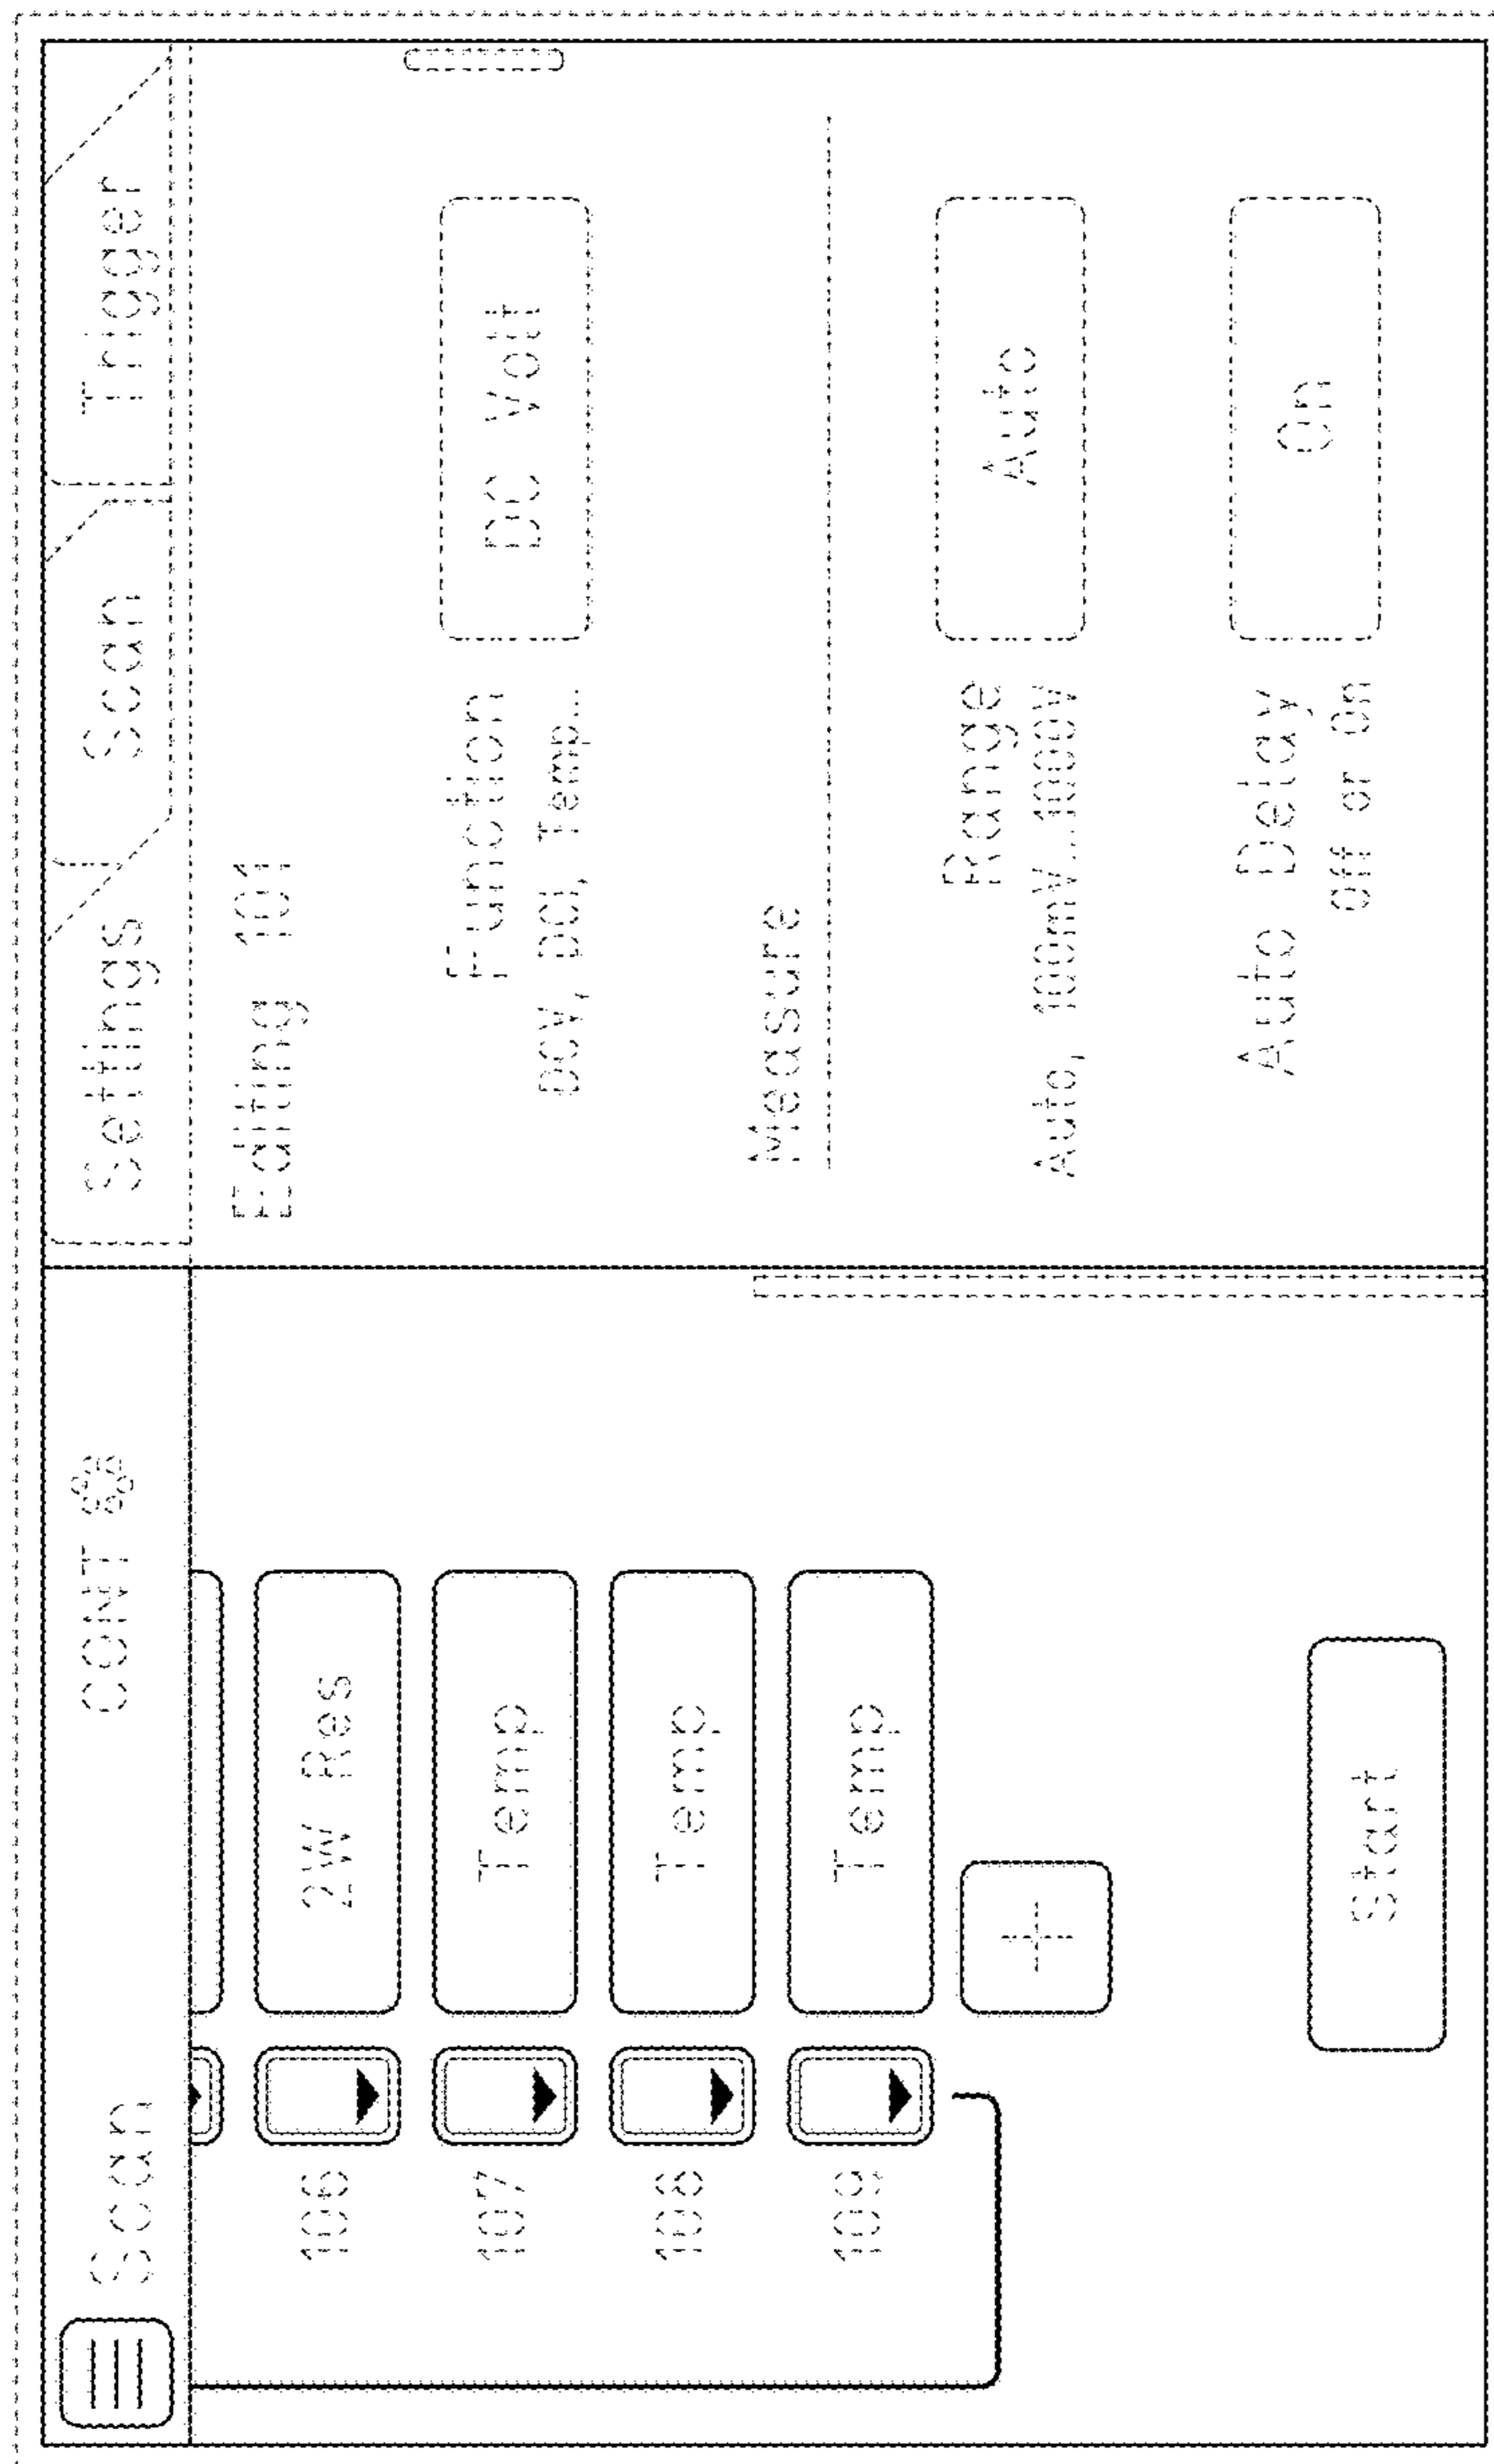 Scan CONT
106 2W Res
107 Temp
108 Temp
109 Temp
+
Start
Settings Scan Trigger
Editing 101
Function DC Volt
DCV, DCI, Temp...
Measure
Range Auto
Auto, 100mV...1000V
Auto Delay On
Off or On